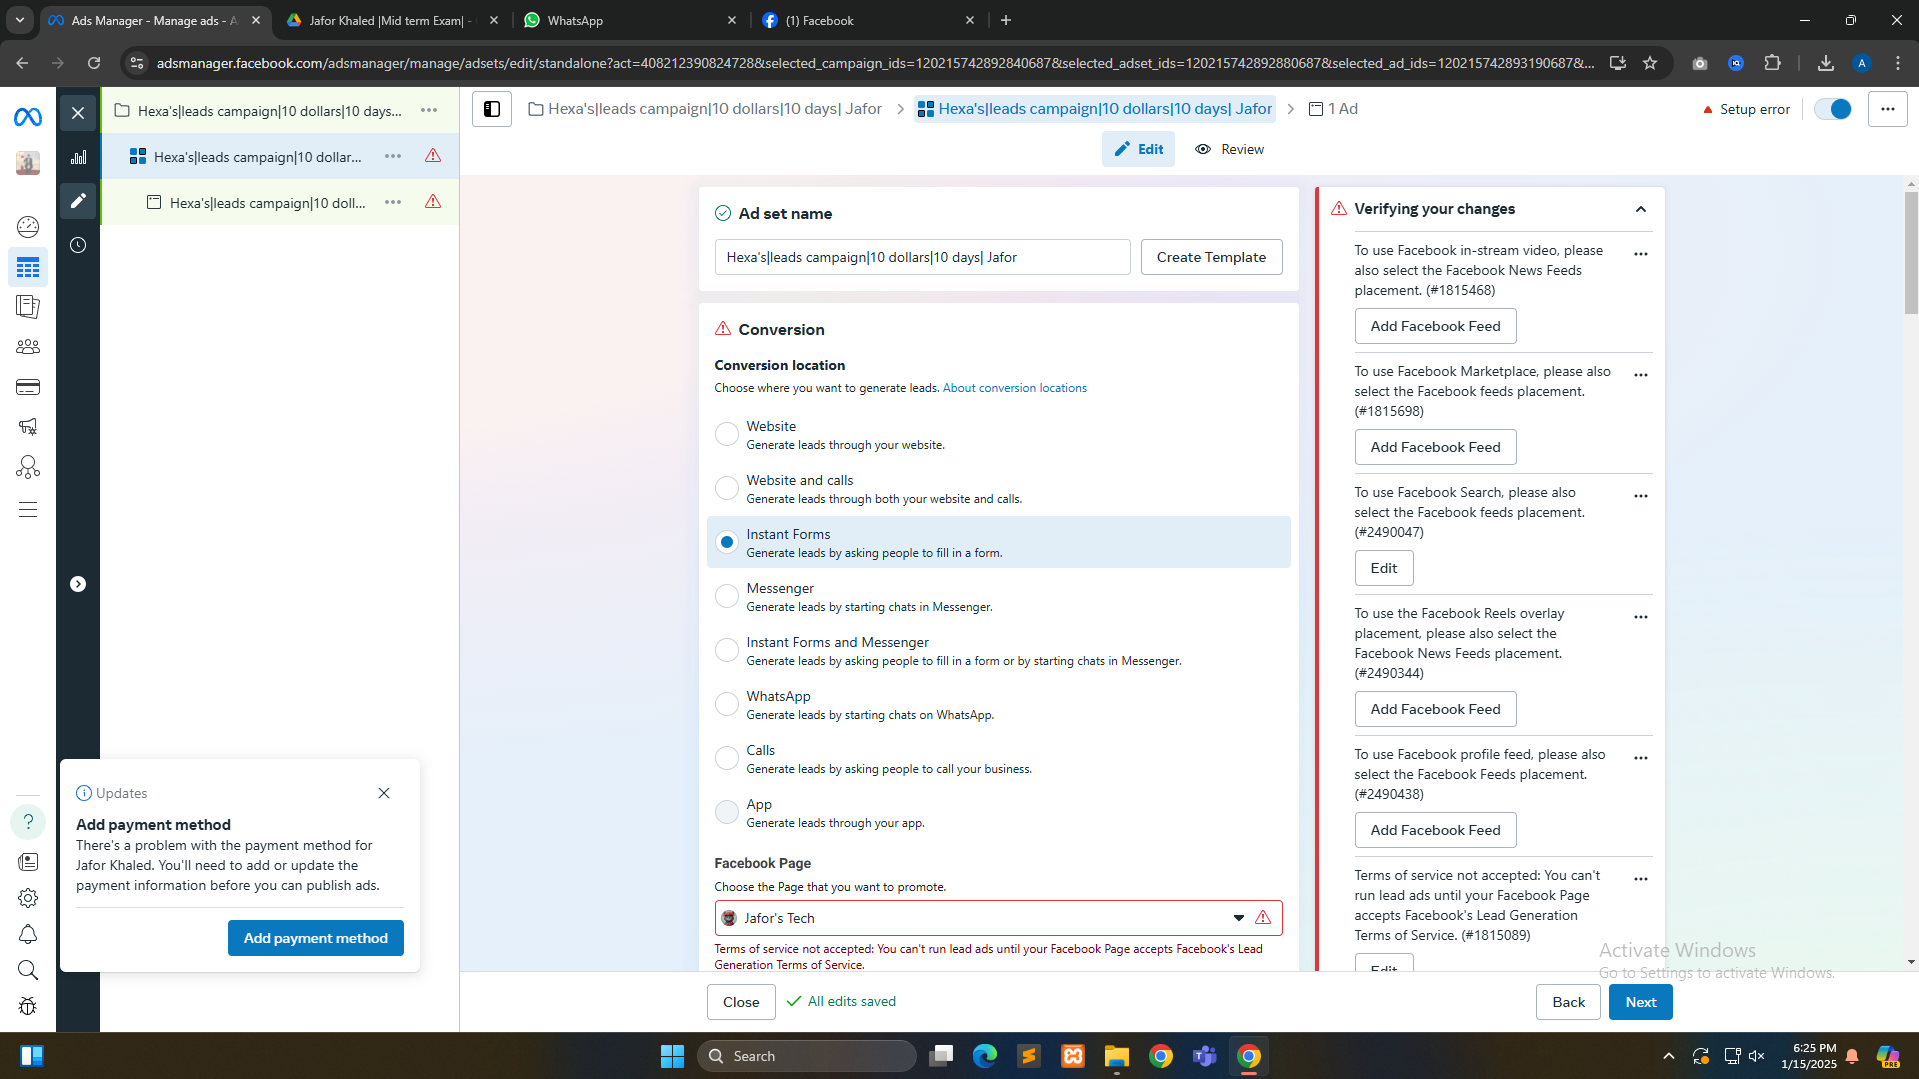 Ads Manager - Manage ads - A
Jafor Khaled |Mid term Exam| -
WhatsApp
(1) Facebook
adsmanager.facebook.com/adsmanager/manage/adsets/edit/standalone?act=408212390824728&selected_campaign_ids=120215742892840687&selected_adset_ids=120215742892880687&selected_ad_ids=120215742893190687&...
A
Hexa's|leads campaign|10 dollars|10 days...
Hexa's|leads campaign|10 dollar...
Hexa's|leads campaign|10 doll...
Hexa's|leads campaign|10 dollars|10 days| Jafor
Hexa's|leads campaign|10 dollars|10 days| Jafor
1 Ad
Setup error
Edit
Review
Ad set name
Hexa's|leads campaign|10 dollars|10 days| Jafor
Create Template
Conversion
Conversion location
Choose where you want to generate leads. About conversion locations
Website
Generate leads through your website.
Website and calls
Generate leads through both your website and calls.
Instant Forms
Generate leads by asking people to fill in a form.
Messenger
Generate leads by starting chats in Messenger.
Instant Forms and Messenger
Generate leads by asking people to fill in a form or by starting chats in Messenger.
WhatsApp
Generate leads by starting chats on WhatsApp.
Calls
Generate leads by asking people to call your business.
App
Generate leads through your app.
Facebook Page
Choose the Page that you want to promote.
Jafor's Tech
Terms of service not accepted: You can't run lead ads until your Facebook Page accepts Facebook's Lead
Generation Terms of Service.
Verifying your changes
To use Facebook in-stream video, please
also select the Facebook News Feeds
placement. (#1815468)
Add Facebook Feed
To use Facebook Marketplace, please also
select the Facebook feeds placement.
(#1815698)
Add Facebook Feed
To use Facebook Search, please also
select the Facebook feeds placement.
(#2490047)
Edit
To use the Facebook Reels overlay
placement, please also select the
Facebook News Feeds placement.
(#2490344)
Add Facebook Feed
To use Facebook profile feed, please also
select the Facebook Feeds placement.
(#2490438)
Add Facebook Feed
Terms of service not accepted: You can't
run lead ads until your Facebook Page
accepts Facebook's Lead Generation
Terms of Service. (#1815089)
Edit
Updates
Add payment method
There's a problem with the payment method for
Jafor Khaled. You'll need to add or update the
payment information before you can publish ads.
Add payment method
Activate Windows
Go to Settings to activate Windows.
Close
All edits saved
Back
Next
Search
6:25 PM
1/15/2025
PRE